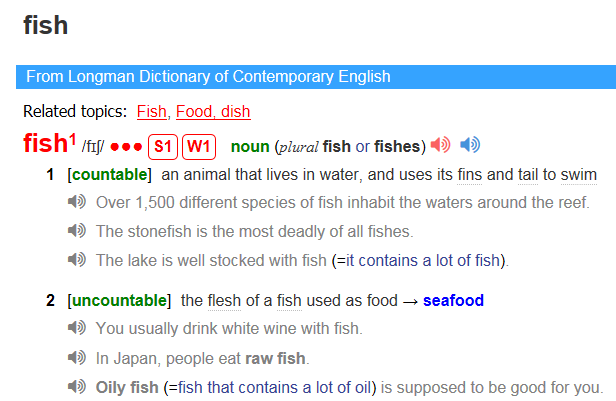 fish
From Longman Dictionary of Contemporary English
Related topics: Fish, Food, dish
fish1 /fɪʃ/ ●●● S1 W1 noun (plural fish or fishes)
1 [countable] an animal that lives in water, and uses its fins and tail to swim
Over 1,500 different species of fish inhabit the waters around the reef.
The stonefish is the most deadly of all fishes.
The lake is well stocked with fish (=it contains a lot of fish).
2 [uncountable] the flesh of a fish used as food → seafood
You usually drink white wine with fish.
In Japan, people eat raw fish.
Oily fish (=fish that contains a lot of oil) is supposed to be good for you.